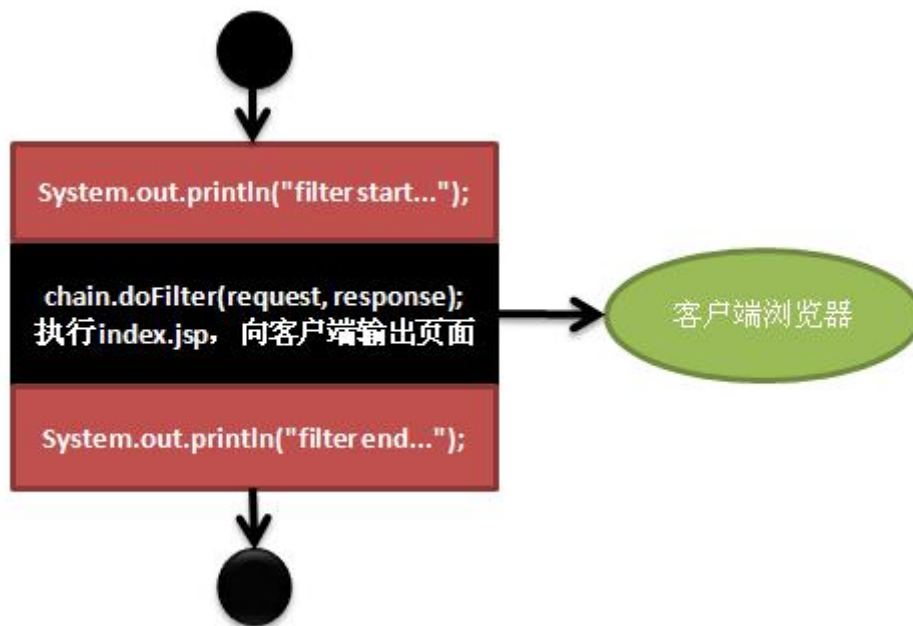 System.out.println("filter start...");
chain.doFilter(request, response);
执行index.jsp，向客户端输出页面
客户端浏览器
System.out.println("filter end...");